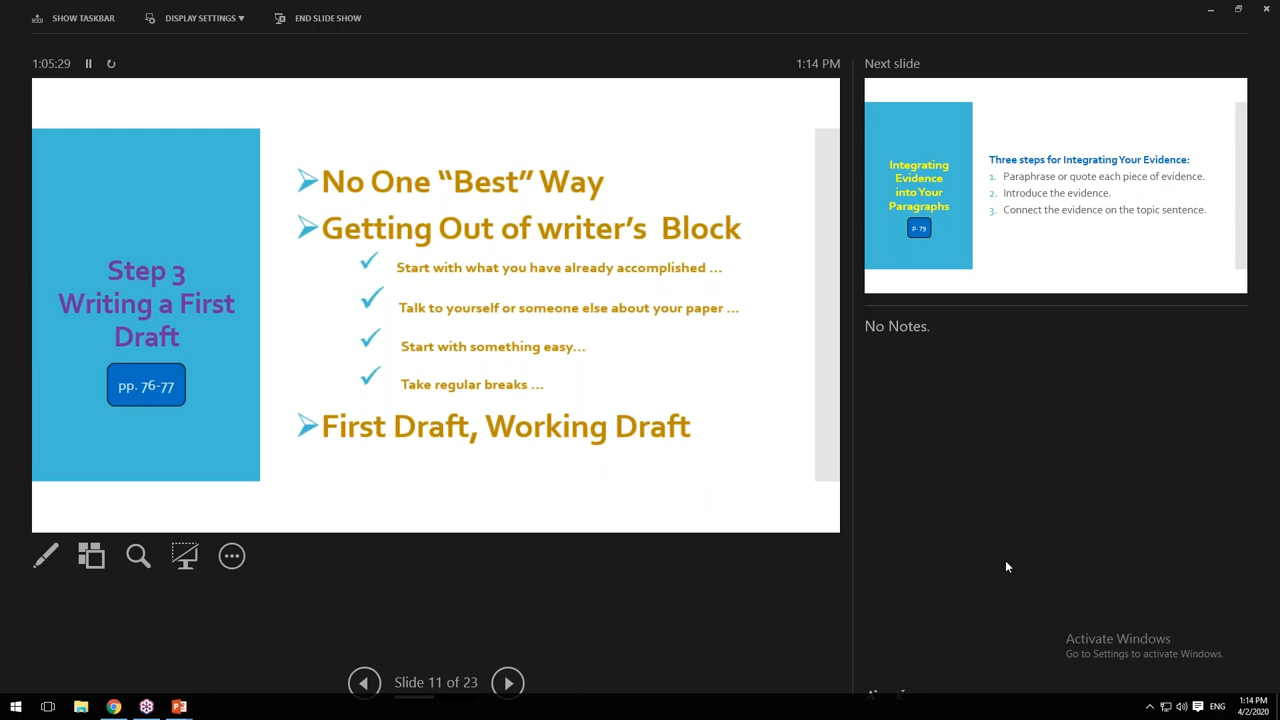 SHOW TASKBAR
DISPLAY SETTINGS ▼
END SLIDE SHOW
1:05:29
1:14 PM
Step 3
Writing a First
Draft
pp. 76-77
No One “Best” Way
Getting Out of writer’s Block
Start with what you have already accomplished ...
Talk to yourself or someone else about your paper ...
Start with something easy...
Take regular breaks ...
First Draft, Working Draft
Slide 11 of 23
Next slide
Integrating
Evidence
into Your
Paragraphs
P. 79
Three steps for Integrating Your Evidence:
1. Paraphrase or quote each piece of evidence.
2. Introduce the evidence.
3. Connect the evidence on the topic sentence.
No Notes.
Activate Windows
Go to Settings to activate Windows.
ENG
1:14 PM
4/2/2020